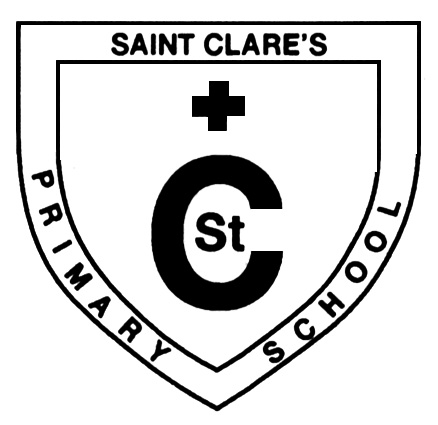 SAINT CLARE'S
St
C
PRIMARY
SCHOOL